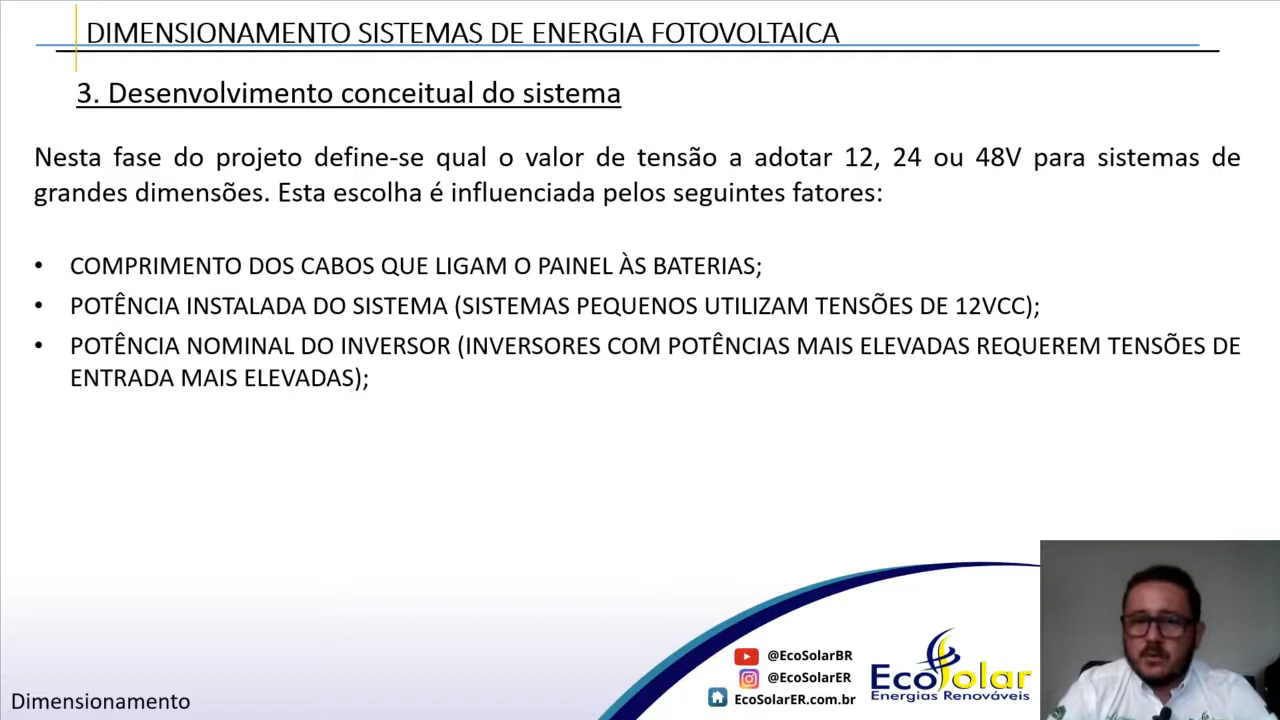 DIMENSIONAMENTO SISTEMAS DE ENERGIA FOTOVOLTAICA
3. Desenvolvimento conceitual do sistema
Nesta fase do projeto define-se qual o valor de tensão a adotar 12, 24 ou 48V para sistemas de
grandes dimensões. Esta escolha é influenciada pelos seguintes fatores:
• COMPRIMENTO DOS CABOS QUE LIGAM O PAINEL ÀS BATERIAS;
• POTÊNCIA INSTALADA DO SISTEMA (SISTEMAS PEQUENOS UTILIZAM TENSÕES DE 12VCC);
• POTÊNCIA NOMINAL DO INVERSOR (INVERSORES COM POTÊNCIAS MAIS ELEVADAS REQUEREM TENSÕES DE
ENTRADA MAIS ELEVADAS);
@EcoSolarBR
@EcoSolarER
EcoSolarER.com.br
EcoSolar
Energias Renováveis
Dimensionamento